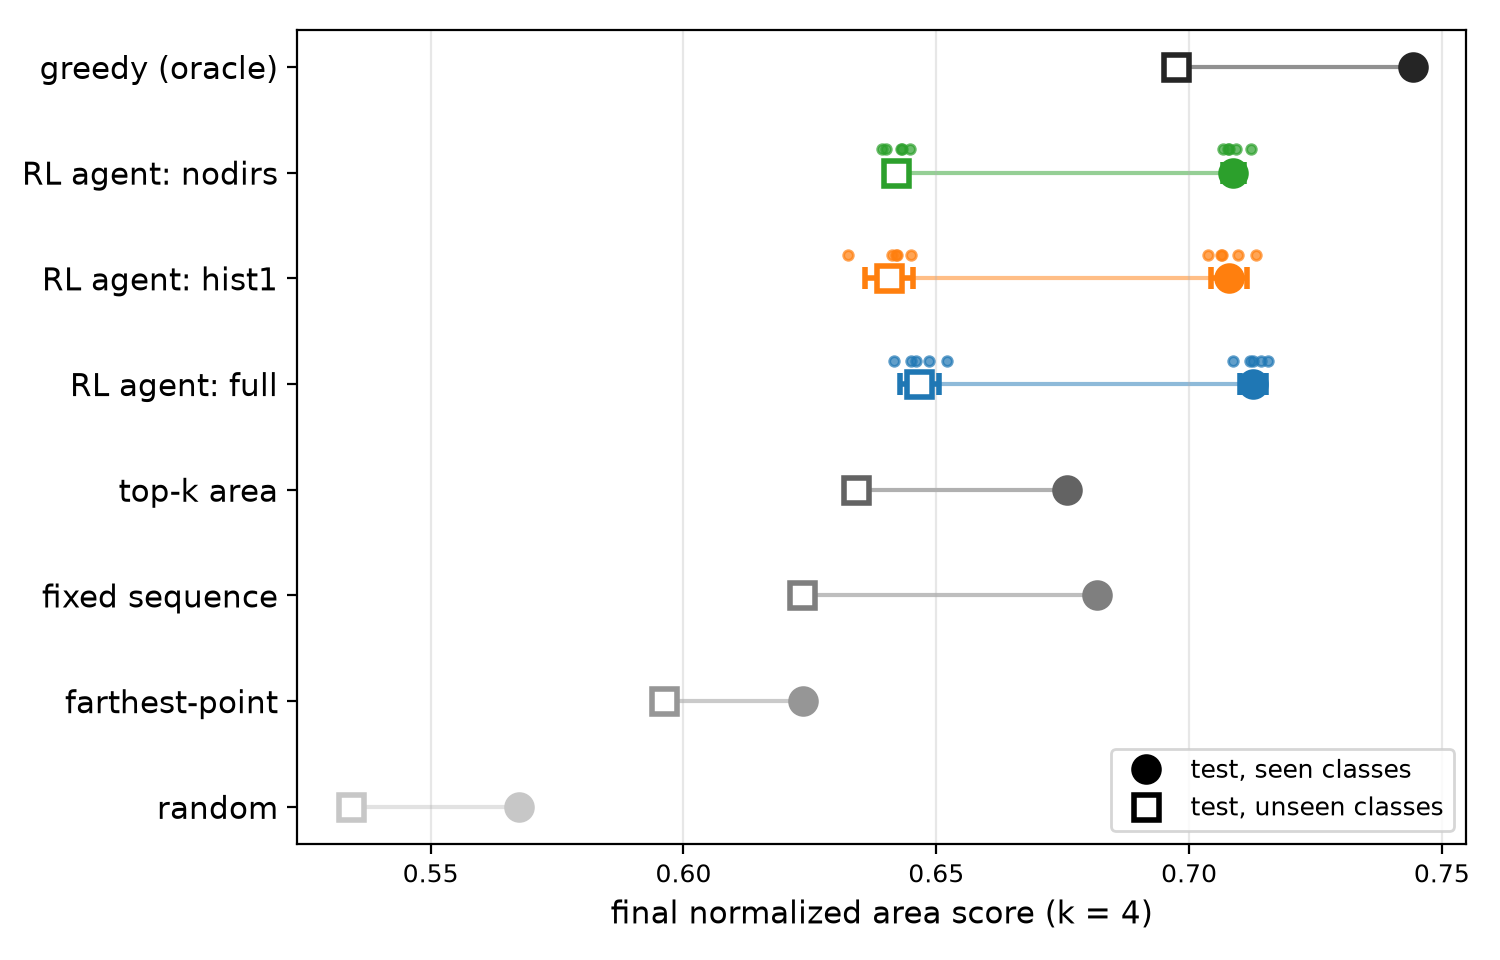 greedy (oracle)
RL agent: nodirs
RL agent: hist1
RL agent: full
top-k area
fixed sequence
farthest-point
random
test, seen classes
test, unseen classes
0.55 0.60 0.65 0.70 0.75
final normalized area score (k = 4)